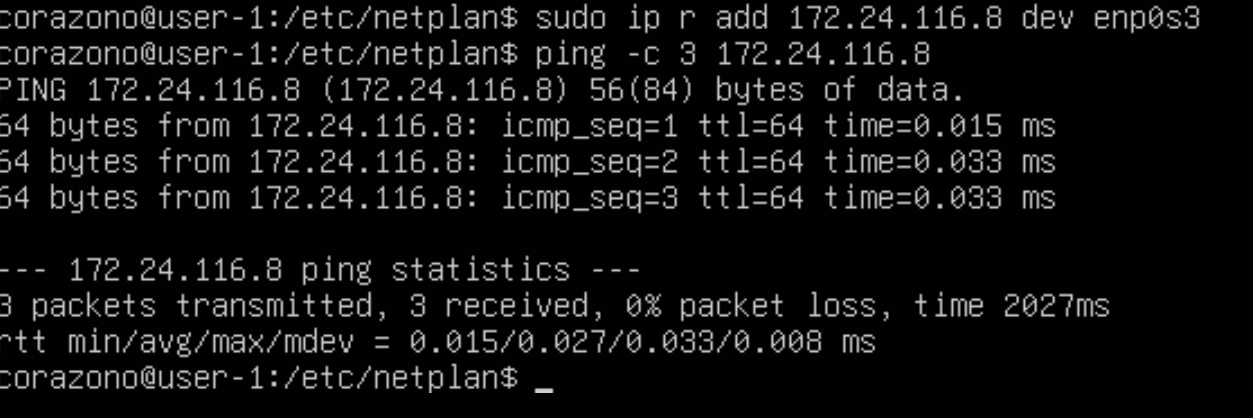 corazono@user-1:/etc/netplan$ sudo ip r add 172.24.116.8 dev enp0s3
corazono@user-1:/etc/netplan$ ping -c 3 172.24.116.8
PING 172.24.116.8 (172.24.116.8) 56(84) bytes of data.
64 bytes from 172.24.116.8: icmp_seq=1 ttl=64 time=0.015 ms
64 bytes from 172.24.116.8: icmp_seq=2 ttl=64 time=0.033 ms
64 bytes from 172.24.116.8: icmp_seq=3 ttl=64 time=0.033 ms

--- 172.24.116.8 ping statistics ---
3 packets transmitted, 3 received, 0% packet loss, time 2027ms
rtt min/avg/max/mdev = 0.015/0.027/0.033/0.008 ms
corazono@user-1:/etc/netplan$ _